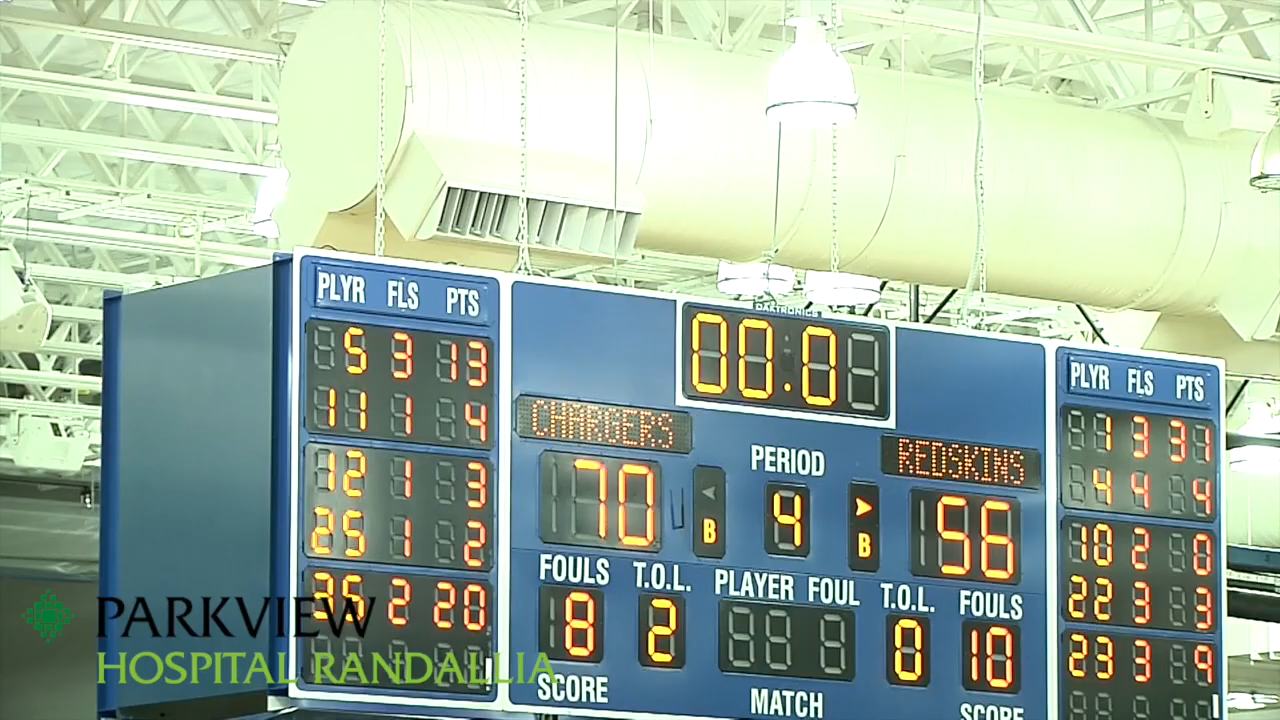 DAKTRONICS
00.0
PLYR FLS PTS
5 3 13
11 1 4
12 1 3
25 1 2
35 2 20
CHARGERS
REDSKINS
70
PERIOD
4
56
B
B
FOULS T.O.L. PLAYER FOUL T.O.L. FOULS
8 2 0 10
SCORE MATCH SCORE
PLYR FLS PTS
1 3 31
4 4 4
10 2 0
22 3 3
23 3 9
PARKVIEW
HOSPITAL RANDALLIA